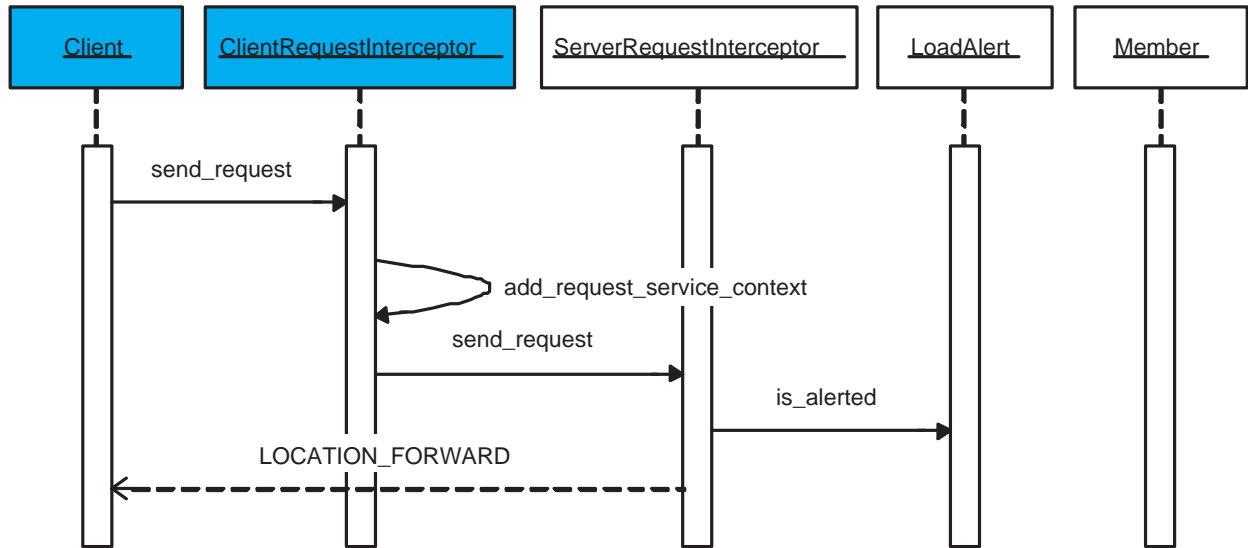 Client
ClientRequestInterceptor
ServerRequestInterceptor
LoadAlert
Member
send_request
add_request_service_context
send_request
is_alerted
LOCATION_FORWARD